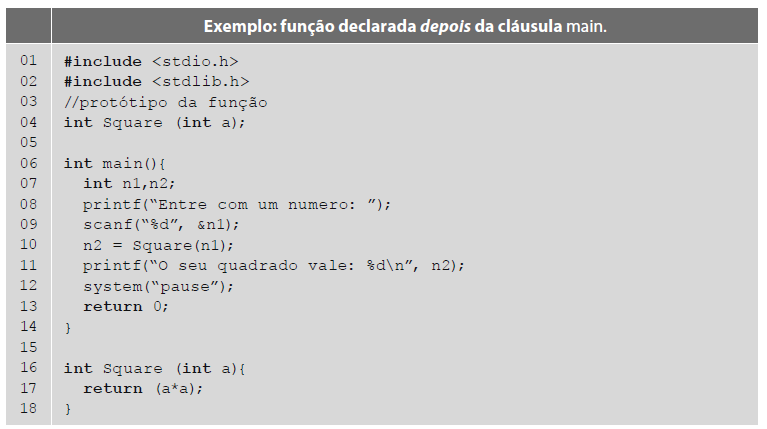 Exemplo: função declarada depois da cláusula main.
01 #include <stdio.h>
02 #include <stdlib.h>
03 //protótipo da função
04 int Square (int a);
05
06 int main(){
07   int n1,n2;
08   printf(“Entre com um numero: ”);
09   scanf(“%d”, &n1);
10   n2 = Square(n1);
11   printf(“O seu quadrado vale: %d\n”, n2);
12   system(“pause”);
13   return 0;
14 }
15
16 int Square (int a){
17   return (a*a);
18 }